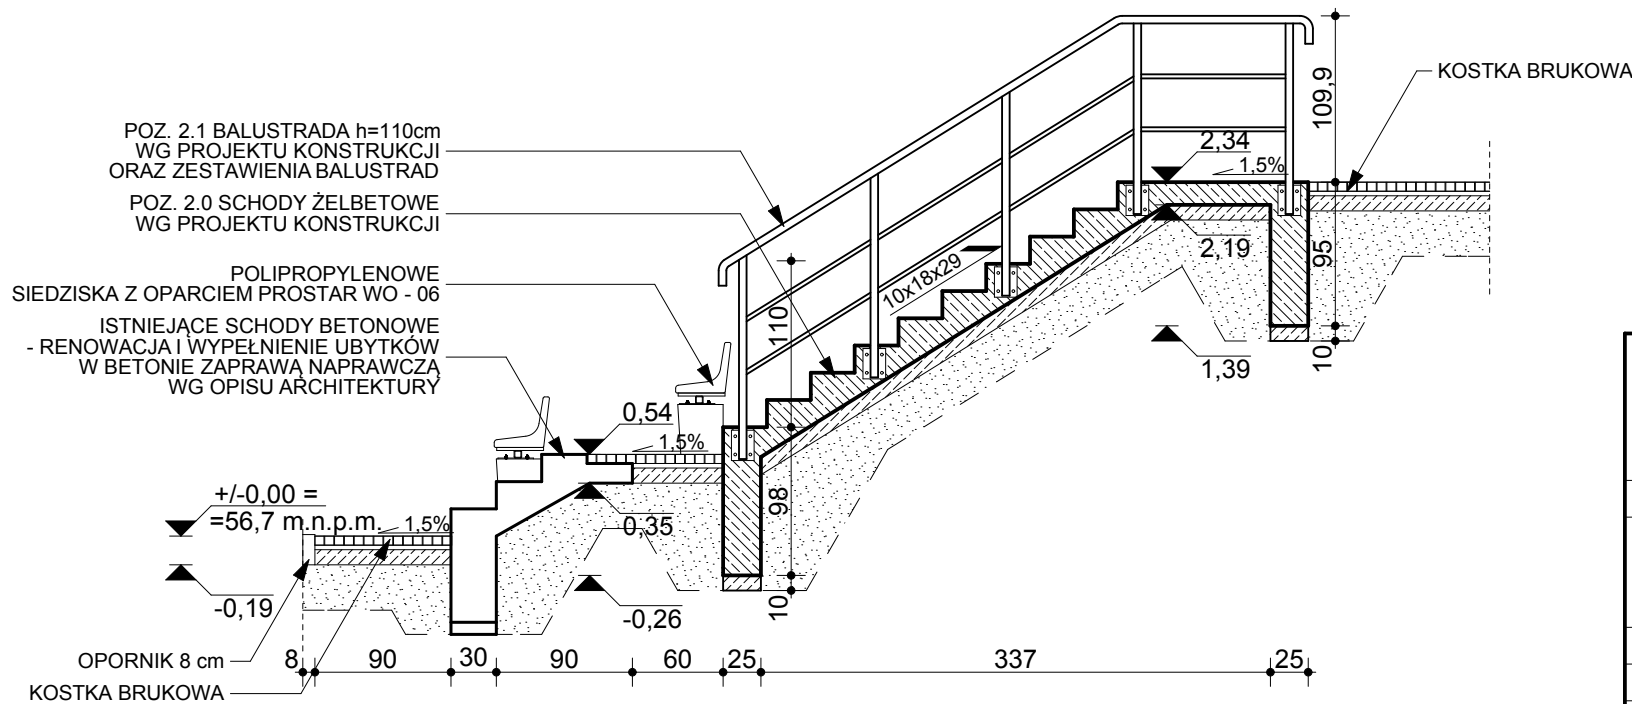 KOSTKA BRUKOWA
109,9
2,34
1,5%
POZ. 2.1 BALUSTRADA h=110cm
WG PROJEKTU KONSTRUKCJI
ORAZ ZESTAWIENIA BALUSTRAD
POZ. 2.0 SCHODY ŻELBETOWE
WG PROJEKTU KONSTRUKCJI
2,19
95
POLIPROPYLENOWE
SIEDZISKA Z OPARCIEM PROSTAR WO - 06
10x18x29
110
ISTNIEJĄCE SCHODY BETONOWE
- RENOWACJA I WYPEŁNIENIE UBYTKÓW
W BETONIE ZAPRAWĄ NAPRAWCZĄ
WG OPISU ARCHITEKTURY
1,39
10
0,54
1,5%
98
+/-0,00 =
=56,7 m.n.p.m.
1,5%
0,35
-0,19
-0,26
10
OPORNIK 8 cm
8 90 30 90 60 25 337 25
KOSTKA BRUKOWA